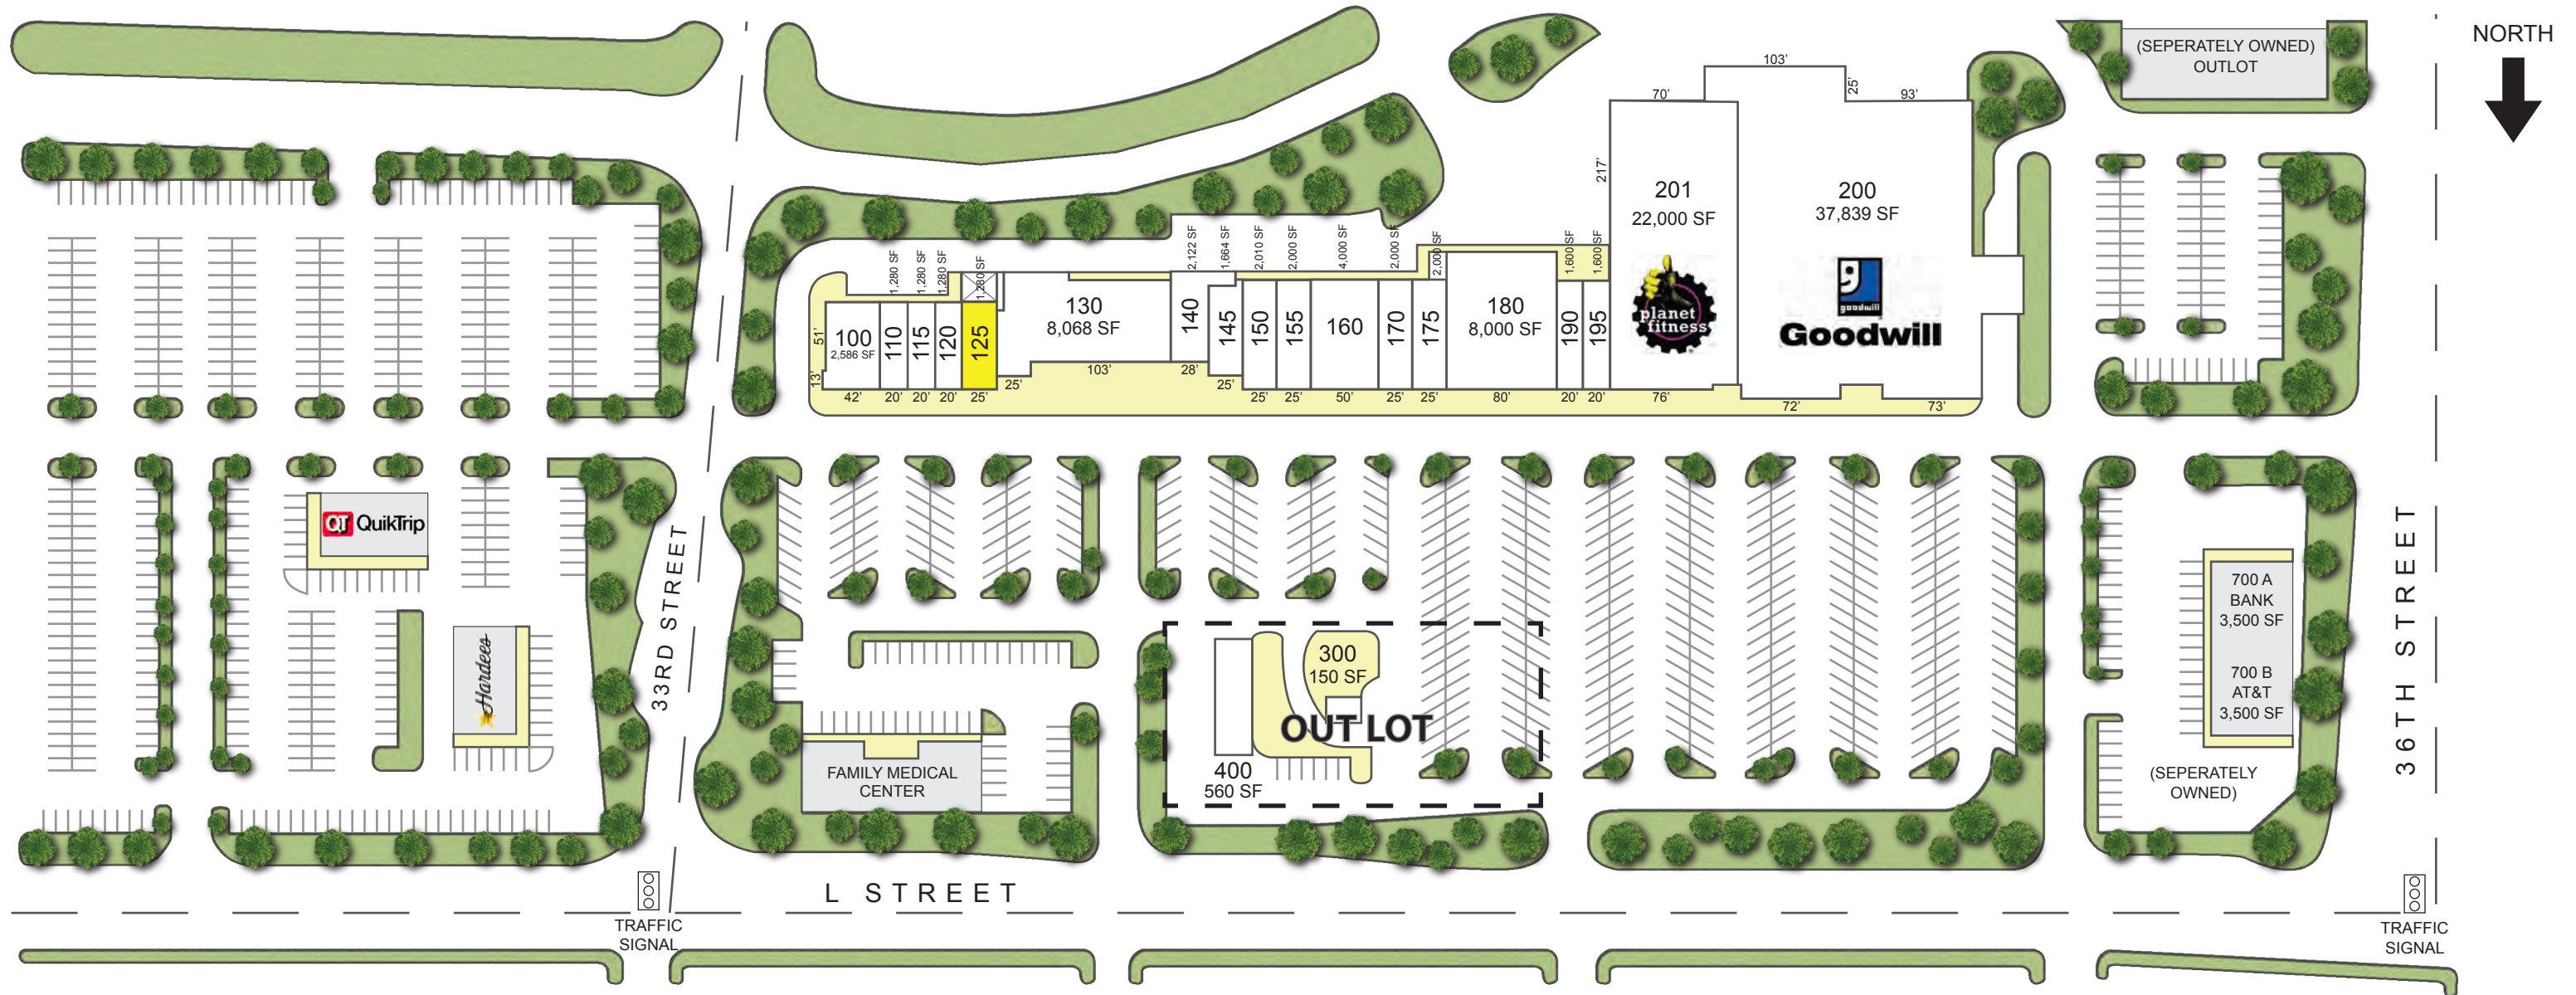 NORTH
(SEPERATELY OWNED)
OUTLOT
103'
25'
70'
93'
217'
201
22,000 SF
200
37,839 SF
planet
fitness
g
goodwill
Goodwill
1,280 SF
1,280 SF
1,280 SF
1,280 SF
2,122 SF
1,664 SF
2,010 SF
2,000 SF
4,000 SF
2,000 SF
2,000 SF
1,600 SF
1,600 SF
51'
13'
100
2,586 SF
110
115
120
125
130
8,068 SF
140
145
150
155
160
170
175
180
8,000 SF
190
195
42'
20'
20'
20'
25'
25'
103'
28'
25'
25'
25'
50'
25'
25'
80'
20'
20'
76'
72'
73'
QT QuikTrip
Hardees
33RD STREET
FAMILY MEDICAL
CENTER
300
150 SF
OUT LOT
400
560 SF
700 A
BANK
3,500 SF
700 B
AT&T
3,500 SF
(SEPERATELY
OWNED)
36TH STREET
L STREET
TRAFFIC
SIGNAL
TRAFFIC
SIGNAL